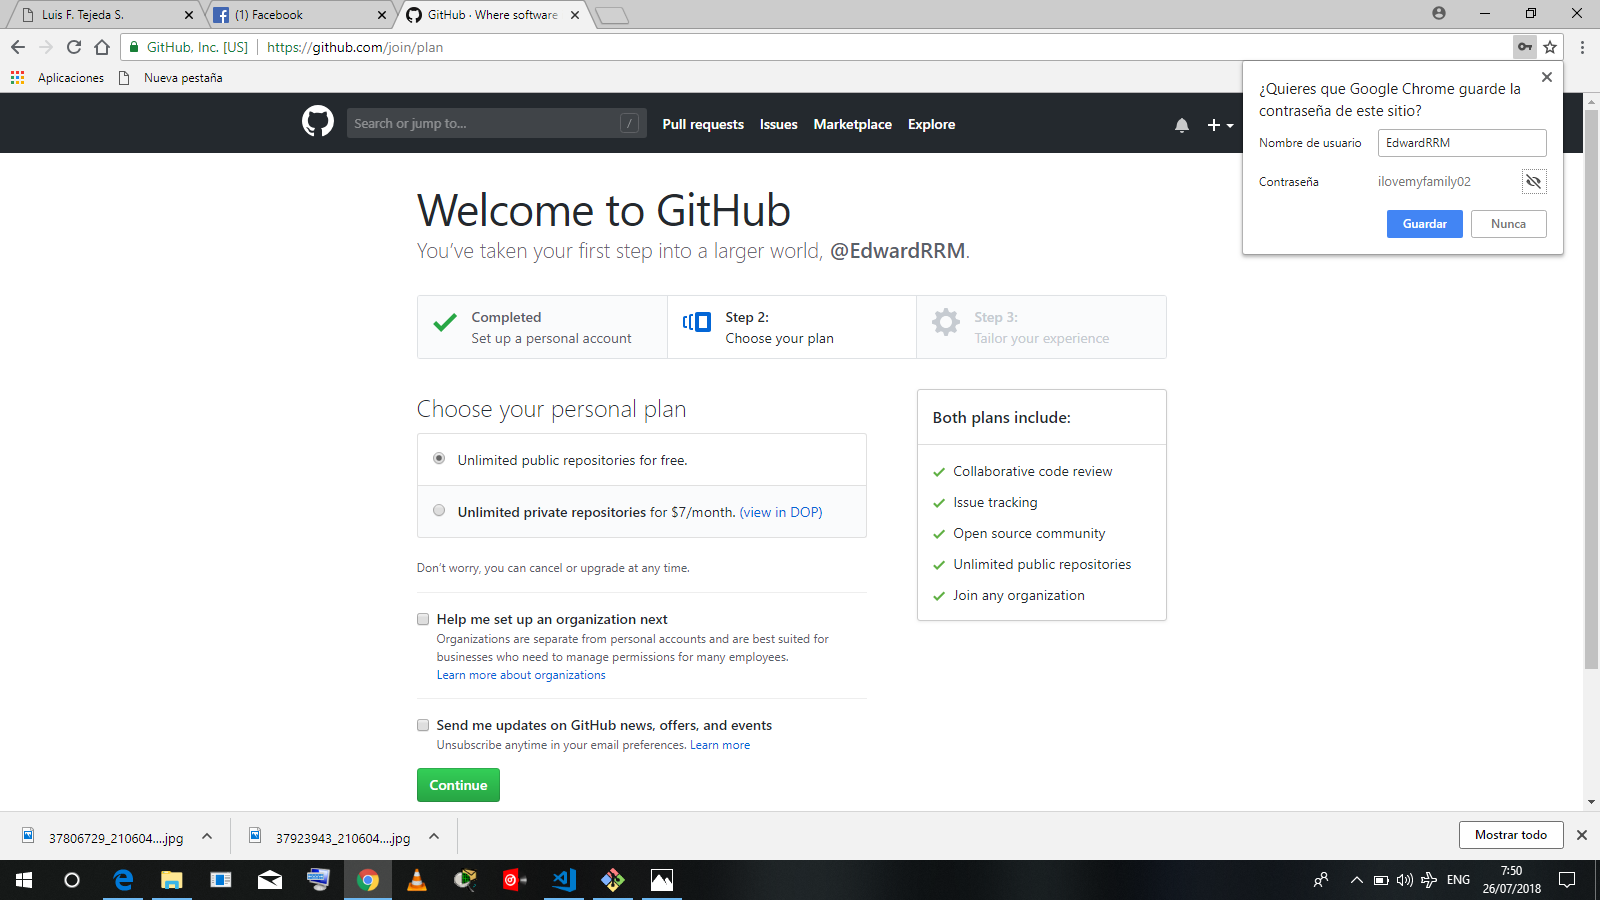 Luis F. Tejeda S.
(1) Facebook
GitHub · Where software
GitHub, Inc. [US]
https://github.com/join/plan
Aplicaciones
Nueva pestaña
¿Quieres que Google Chrome guarde la
contraseña de este sitio?
Nombre de usuario
EdwardRRM
Contraseña
ilovemyfamily02
Guardar
Nunca
Search or jump to...
/
Pull requests
Issues
Marketplace
Explore
Welcome to GitHub
You've taken your first step into a larger world, @EdwardRRM.
Completed
Set up a personal account
Step 2:
Choose your plan
Step 3:
Tailor your experience
Choose your personal plan
Unlimited public repositories for free.
Unlimited private repositories for $7/month. (view in DOP)
Don't worry, you can cancel or upgrade at any time.
Help me set up an organization next
Organizations are separate from personal accounts and are best suited for
businesses who need to manage permissions for many employees.
Learn more about organizations
Send me updates on GitHub news, offers, and events
Unsubscribe anytime in your email preferences. Learn more
Continue
Both plans include:
Collaborative code review
Issue tracking
Open source community
Unlimited public repositories
Join any organization
37806729_210604....jpg
37923943_210604....jpg
Mostrar todo
ENG
7:50
26/07/2018